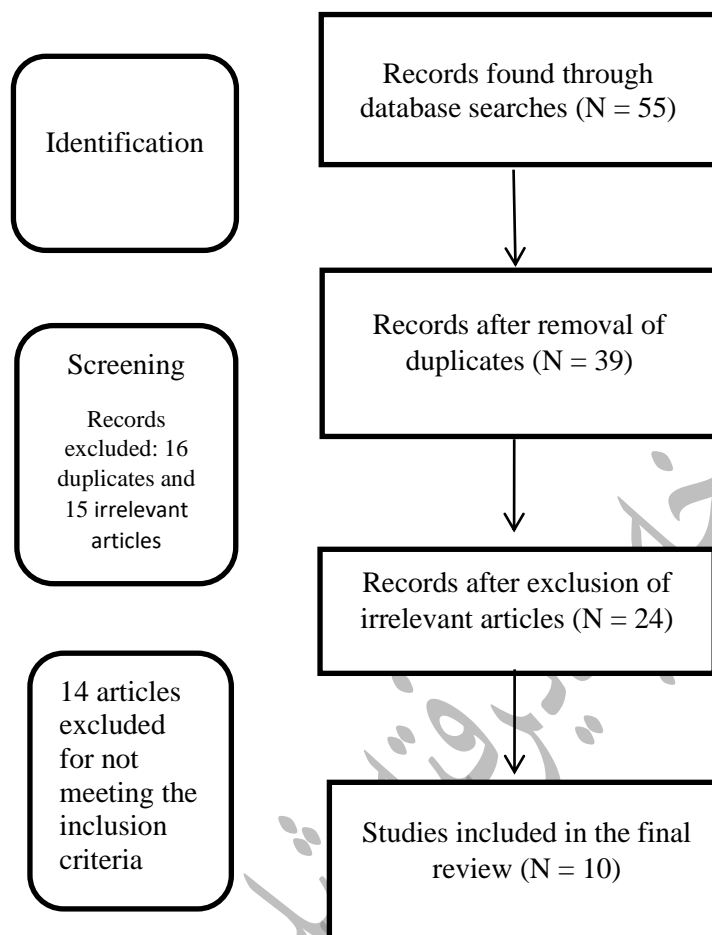 Identification
Records found through
database searches (N = 55)
Screening
Records
excluded: 16
duplicates and
15 irrelevant
articles
Records after removal of
duplicates (N = 39)
Records after exclusion of
irrelevant articles (N = 24)
14 articles
excluded
for not
meeting the
inclusion
criteria
Studies included in the final
review (N = 10)